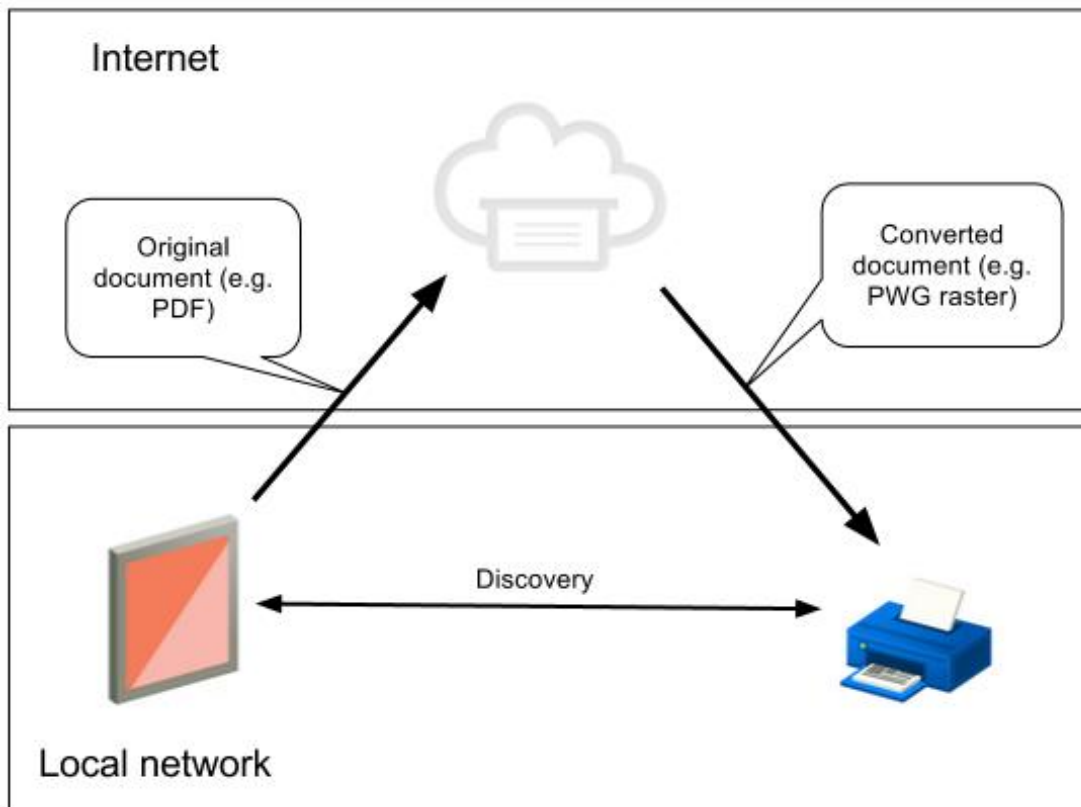 Internet
Original
document (e.g.
PDF)
Converted
document (e.g.
PWG raster)
Discovery
Local network